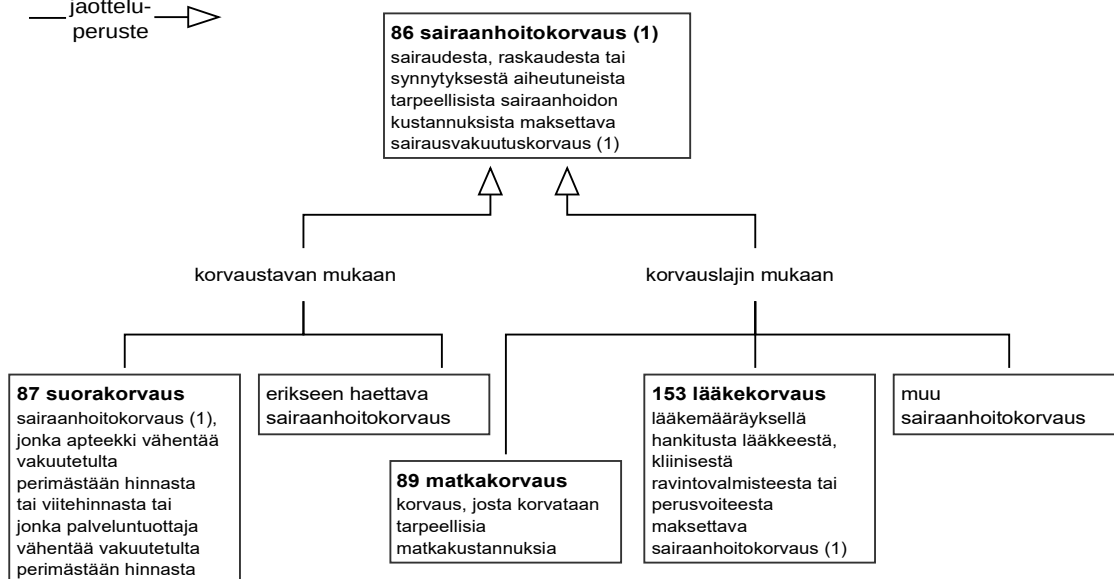 jaottelu-
peruste
86 sairaanhoitokorvaus (1)
sairaudesta, raskaudesta tai
synnytyksestä aiheutuneista
tarpeellisista sairaanhoidon
kustannuksista maksettava
sairausvakuutuskorvaus (1)
korvaustavan mukaan
korvauslajin mukaan
87 suorakorvaus
sairaanhoitokorvaus (1),
jonka apteekki vähentää
vakuutetulta
perimästään hinnasta
tai viitehinnasta tai
jonka palveluntuottaja
vähentää vakuutetulta
perimästään hinnasta
erikseen haettava
sairaanhoitokorvaus
89 matkakorvaus
korvaus, josta korvataan
tarpeellisia
matkakustannuksia
153 lääkekorvaus
lääkemääräyksellä
hankitusta lääkkeestä,
kliinisestä
ravintovalmisteesta tai
perusvoiteesta
maksettava
sairaanhoitokorvaus (1)
muu
sairaanhoitokorvaus